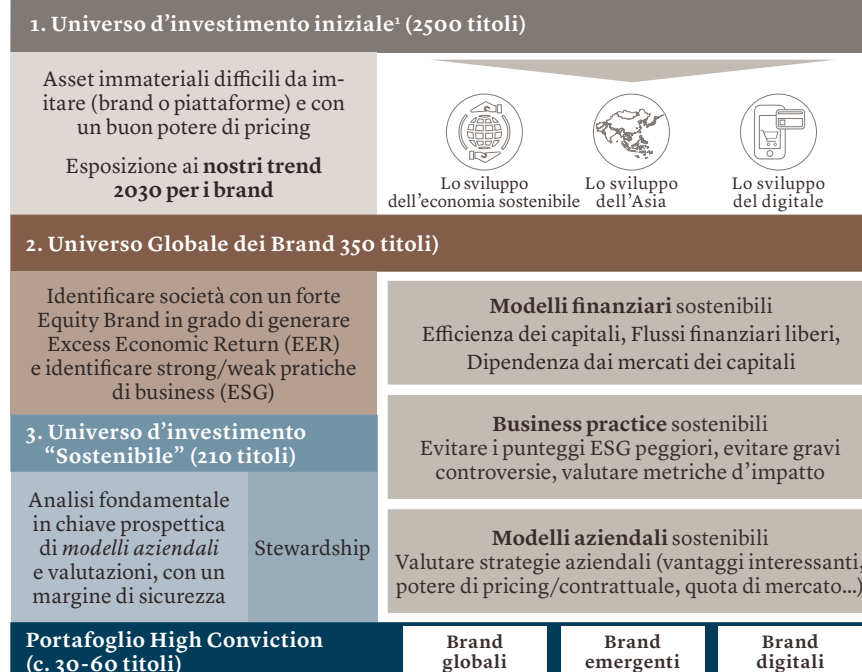 1. Universo d’investimento iniziale¹ (2500 titoli)
Asset immateriali difficili da im-
itare (brand o piattaforme) e con
un buon potere di pricing
Esposizione ai nostri trend
2030 per i brand
Lo sviluppo
dell’economia sostenibile
Lo sviluppo
dell’Asia
Lo sviluppo
del digitale
2. Universo Globale dei Brand 350 titoli)
Identificare società con un forte
Equity Brand in grado di generare
Excess Economic Return (EER)
e identificare strong/weak pratiche
di business (ESG)
Modelli finanziari sostenibili
Efficienza dei capitali, Flussi finanziari liberi,
Dipendenza dai mercati dei capitali
3. Universo d’investimento
“Sostenibile” (210 titoli)
Business practice sostenibili
Evitare i punteggi ESG peggiori, evitare gravi
controversie, valutare metriche d’impatto
Analisi fondamentale
in chiave prospettica
di modelli aziendali
e valutazioni, con un
margine di sicurezza
Stewardship
Modelli aziendali sostenibili
Valutare strategie aziendali (vantaggi interessanti,
potere di pricing/contrattuale, quota di mercato...)
Portafoglio High Conviction
(c. 30-60 titoli)
Brand
globali
Brand
emergenti
Brand
digitali